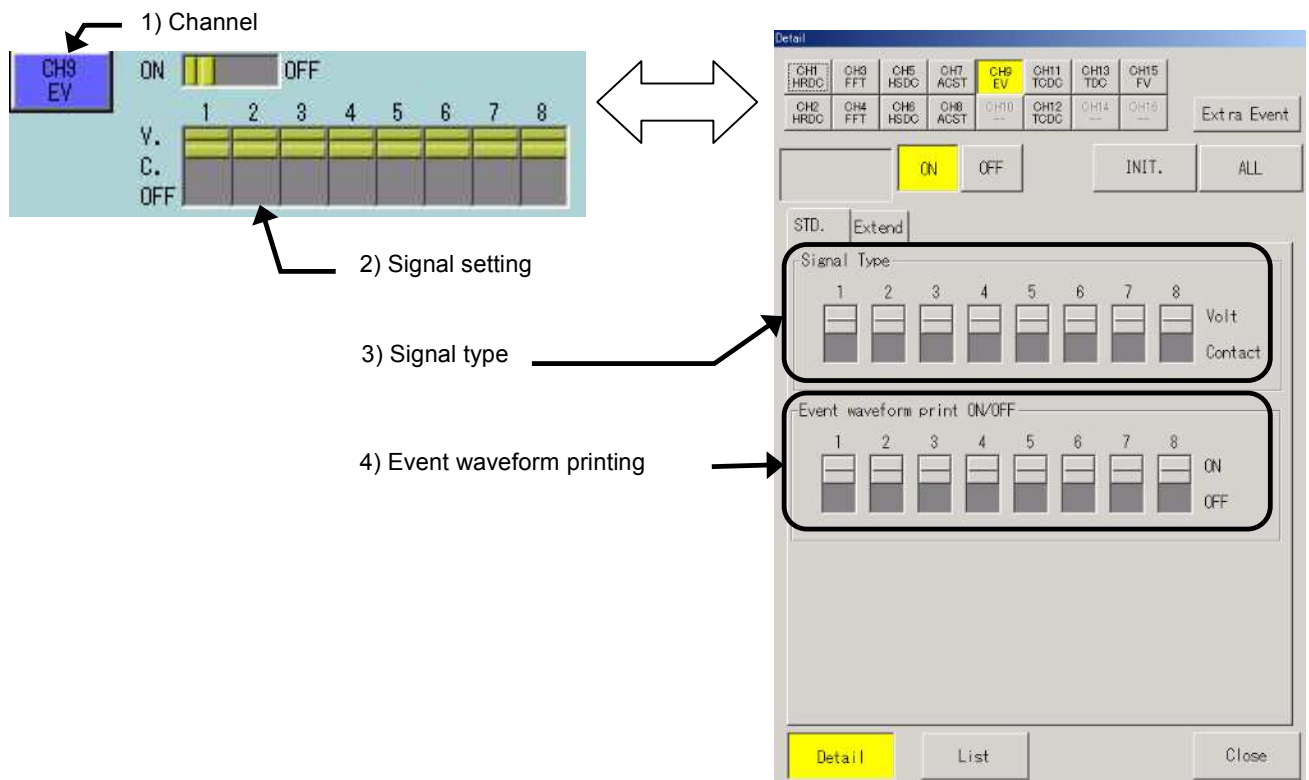 1) Channel
CH9
EV
ON OFF
1 2 3 4 5 6 7 8
V.
C.
OFF
2) Signal setting
3) Signal type
4) Event waveform printing
Detail
CH1 HRDC CH3 FFT CH5 HSDC CH7 ACST CH9 EV CH11 TCDC CH13 TDC CH15 FV
CH2 HRDC CH4 FFT CH6 HSDC CH8 ACST CH10 -- CH12 TCDC CH14 -- CH16 --
Extra Event
ON OFF INIT. ALL
STD. Extend
Signal Type
1 2 3 4 5 6 7 8
Volt
Contact
Event waveform print ON/OFF
1 2 3 4 5 6 7 8
ON
OFF
Detail List Close